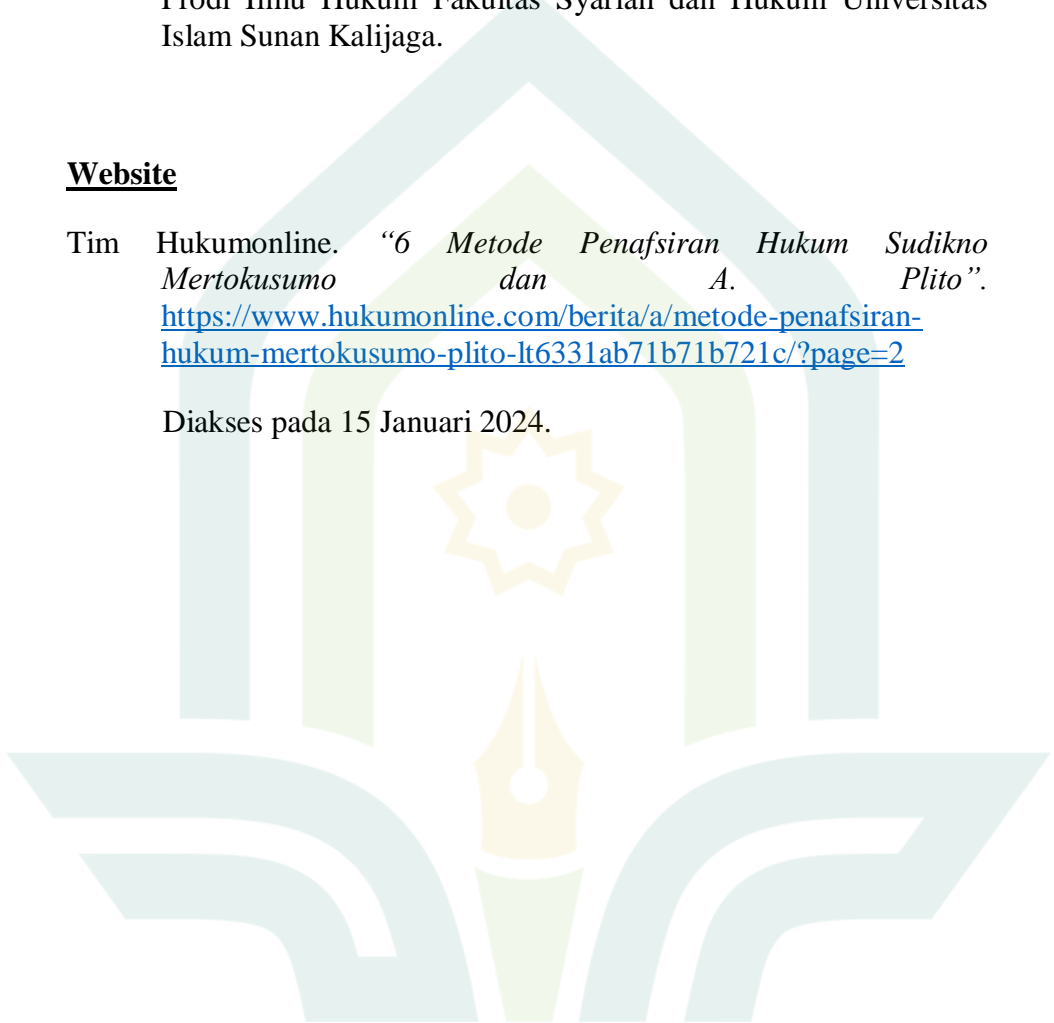 Prodi Ilmu Hukum Fakultas Syariah dan Hukum Universitas
Islam Sunan Kalijaga.
Website
Tim Hukumonline. “6 Metode Penafsiran Hukum Sudikno
Mertokusumo dan A. Plito”.
https://www.hukumonline.com/berita/a/metode-penafsiran-
hukum-mertokusumo-plito-lt6331ab71b71b721c/?page=2
Diakses pada 15 Januari 2024.